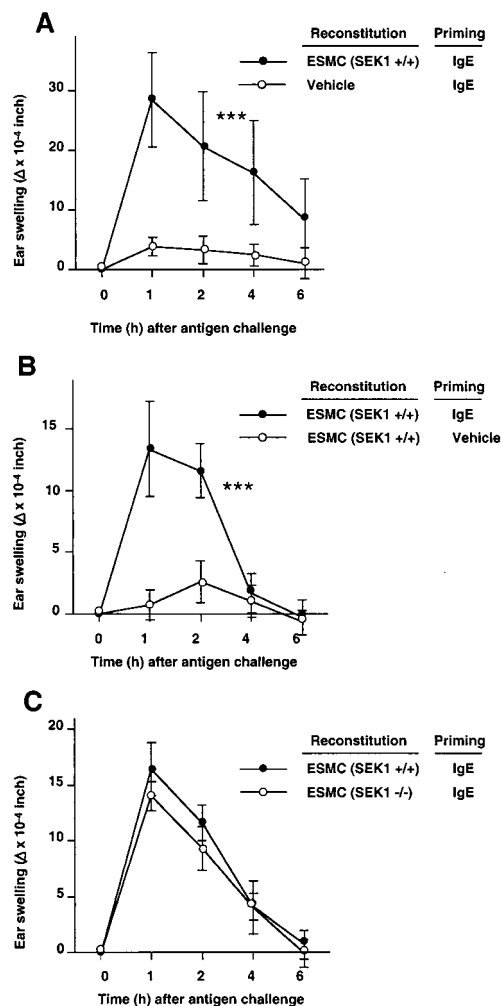 A
Reconstitution Priming
ESMC (SEK1 +/+) IgE
Vehicle IgE
30
20
10
0
***
Ear swelling (Δ x 10-4 inch)
0 1 2 4 6
Time (h) after antigen challenge
B
Reconstitution Priming
ESMC (SEK1 +/+) IgE
ESMC (SEK1 +/+) Vehicle
15
10
5
0
***
Ear swelling (Δ x 10-4 inch)
0 1 2 4 6
Time (h) after antigen challenge
C
Reconstitution Priming
ESMC (SEK1 +/+) IgE
ESMC (SEK1 -/-) IgE
20
15
10
5
0
Ear swelling (Δ x 10-4 inch)
0 1 2 4 6
Time (h) after antigen challenge